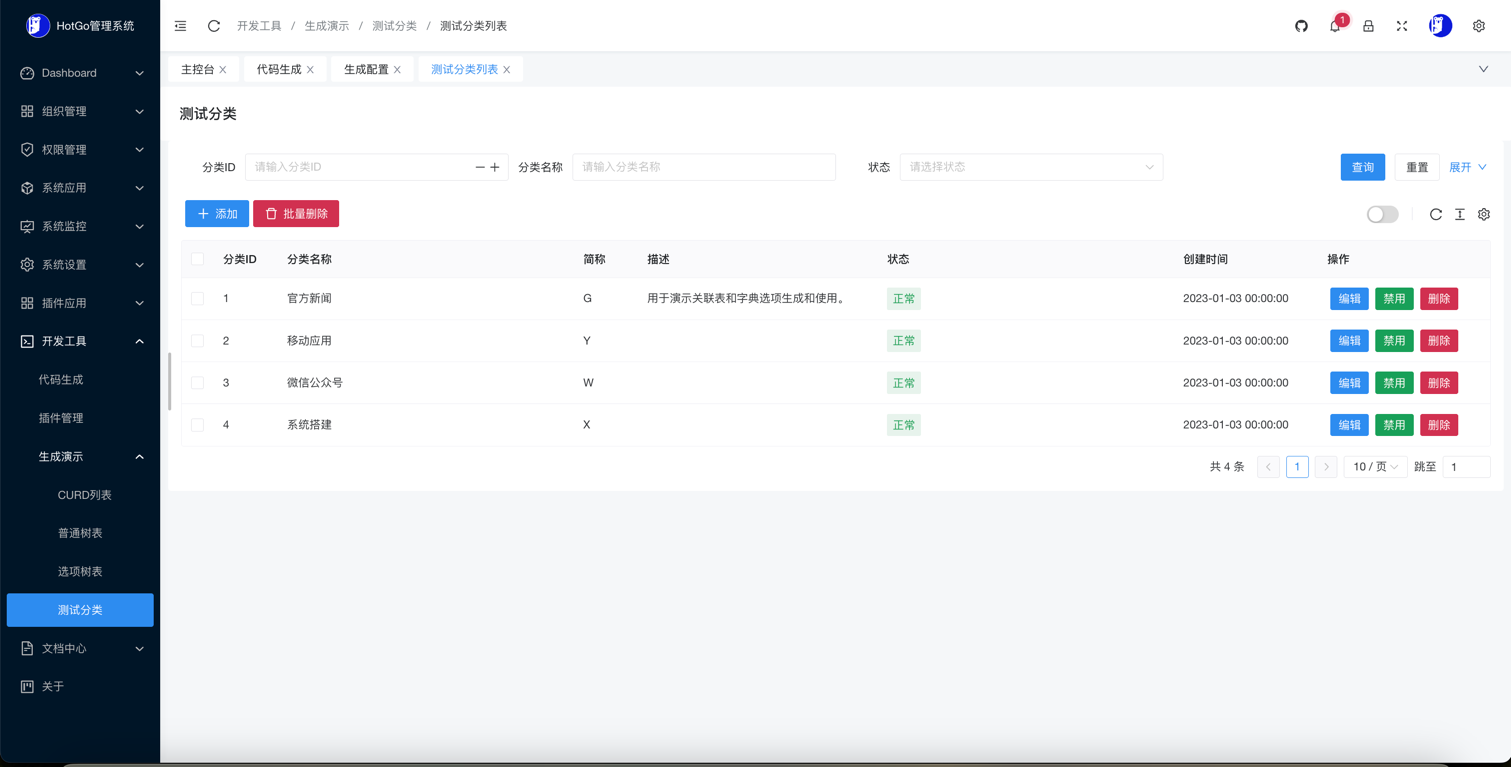 HotGo管理系统
Dashboard
组织管理
权限管理
系统应用
系统监控
系统设置
插件应用
开发工具
代码生成
插件管理
生成演示
CURD列表
普通树表
选项树表
测试分类
文档中心
关于
开发工具 / 生成演示 / 测试分类 / 测试分类列表
1
主控台 代码生成 生成配置 测试分类列表
测试分类
分类ID 请输入分类ID 分类名称 请输入分类名称 状态 请选择状态 查询 重置 展开
添加 批量删除
分类ID 分类名称 简称 描述 状态 创建时间 操作
1 官方新闻 G 用于演示关联表和字典选项生成和使用。 正常 2023-01-03 00:00:00 编辑 禁用 删除
2 移动应用 Y 正常 2023-01-03 00:00:00 编辑 禁用 删除
3 微信公众号 W 正常 2023-01-03 00:00:00 编辑 禁用 删除
4 系统搭建 X 正常 2023-01-03 00:00:00 编辑 禁用 删除
共 4 条 1 10 / 页 跳至 1